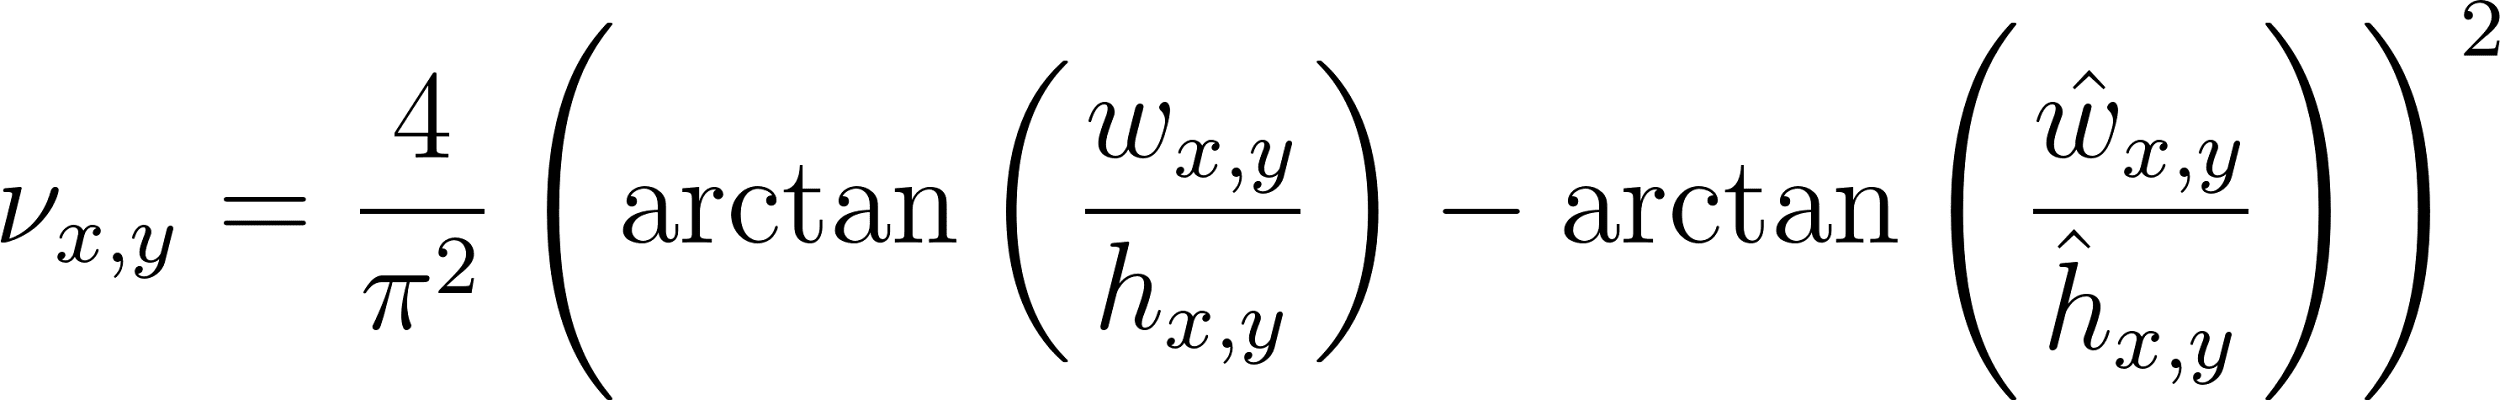 \nu_{x,y} = \frac{4}{\pi^2} \left( \arctan \left( \frac{w_{x,y}}{h_{x,y}} \right) - \arctan \left( \frac{\hat{w}_{x,y}}{\hat{h}_{x,y}} \right) \right)^2